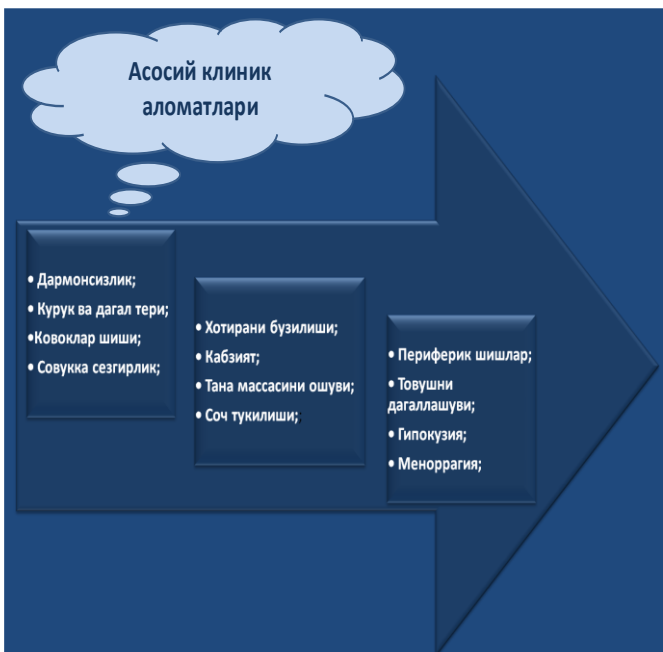 Асосий клиник
аломатлари
• Дармонсизлик;
• Курук ва дагал тери;
•Ковоклар шиши;
• Совукка сезгирлик;
• Хотирани бузилиши;
• Кабзият;
• Тана массасини ошуви;
• Соч тукилиши;;
• Периферик шишлар;
• Товушни
дагаллашуви;
• Гипокузия;
• Меноррагия;